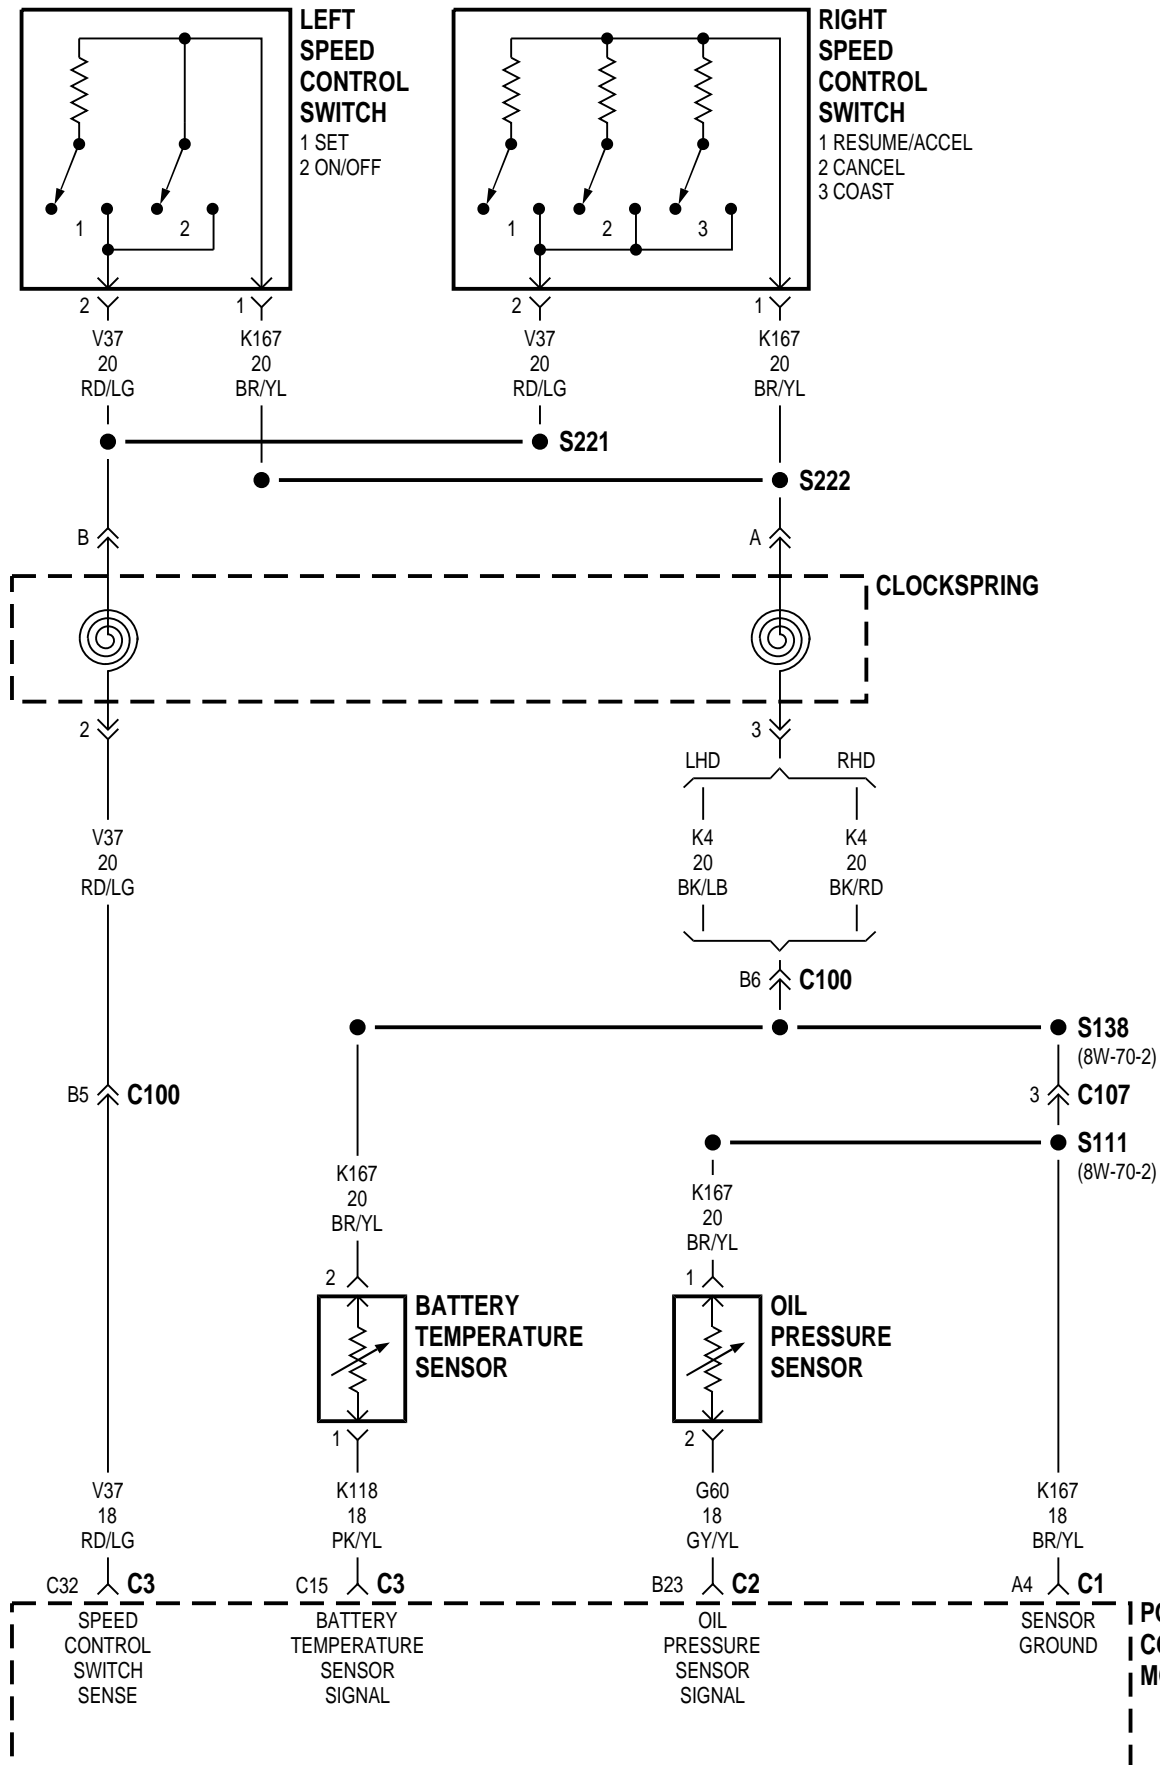 LEFT
SPEED
CONTROL
SWITCH
1 SET
2 ON/OFF
RIGHT
SPEED
CONTROL
SWITCH
1 RESUME/ACCEL
2 CANCEL
3 COAST
1
2
1
2
3
2
1
2
1
V37
20
RD/LG
K167
20
BR/YL
V37
20
RD/LG
K167
20
BR/YL
S221
S222
B
A
CLOCKSPRING
2
3
LHD
RHD
V37
20
RD/LG
K4
20
BK/LB
K4
20
BK/RD
B6
C100
S138
(8W-70-2)
B5
C100
3
C107
S111
(8W-70-2)
K167
20
BR/YL
K167
20
BR/YL
2
1
BATTERY
TEMPERATURE
SENSOR
OIL
PRESSURE
SENSOR
1
2
V37
18
RD/LG
K118
18
PK/YL
G60
18
GY/YL
K167
18
BR/YL
C32
C3
C15
C3
B23
C2
A4
C1
SPEED
CONTROL
SWITCH
SENSE
BATTERY
TEMPERATURE
SENSOR
SIGNAL
OIL
PRESSURE
SENSOR
SIGNAL
SENSOR
GROUND